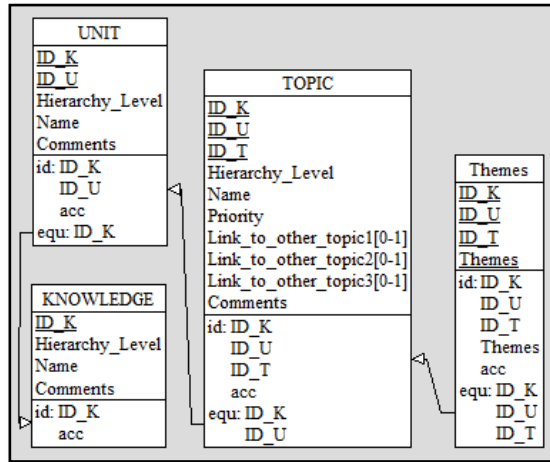 UNIT
ID_K
ID_U
Hierarchy_Level
Name
Comments
id: ID_K
ID_U
acc
equ: ID_K
KNOWLEDGE
ID_K
Hierarchy_Level
Name
Comments
id: ID_K
acc
TOPIC
ID_K
ID_U
ID_T
Hierarchy_Level
Name
Priority
Link_to_other_topic1[0-1]
Link_to_other_topic2[0-1]
Link_to_other_topic3[0-1]
Comments
id: ID_K
ID_U
ID_T
acc
equ: ID_K
ID_U
Themes
ID_K
ID_U
ID_T
Themes
id: ID_K
ID_U
ID_T
Themes
acc
equ: ID_K
ID_U
ID_T